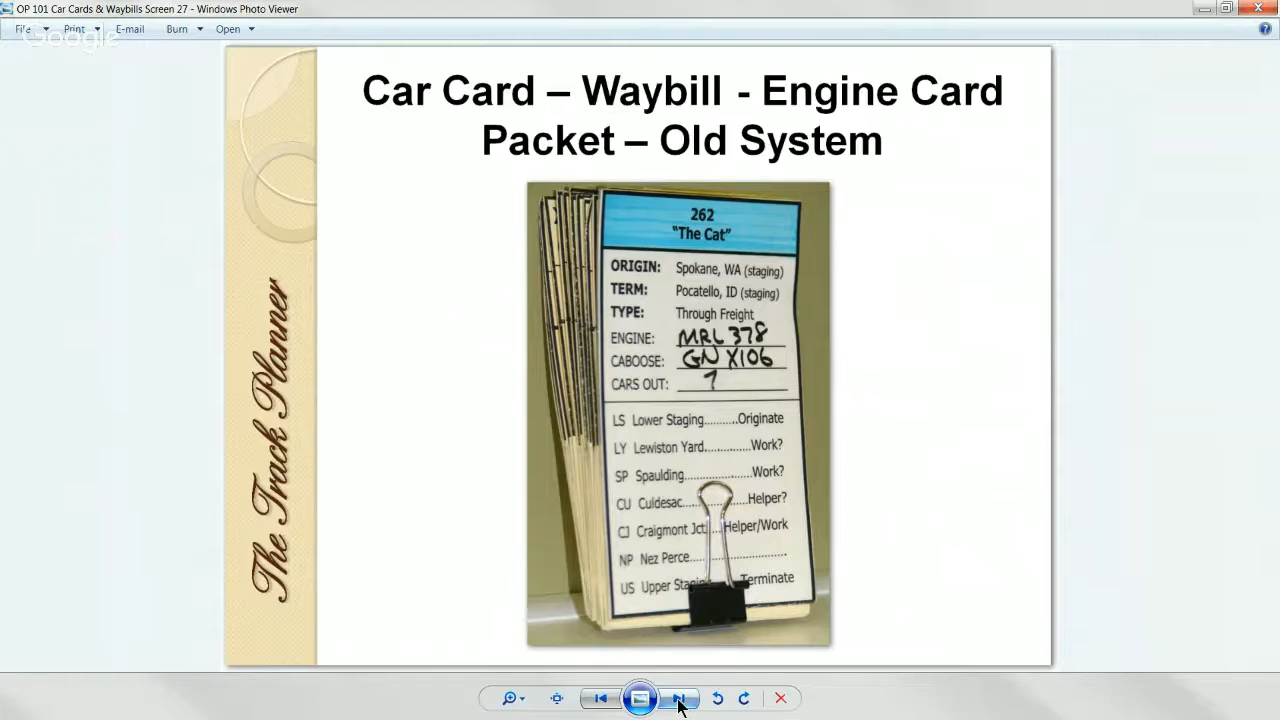 OP 101 Car Cards & Waybills Screen 27 - Windows Photo Viewer
File Print E-mail Burn Open
Google
Car Card – Waybill - Engine Card
Packet – Old System
The Track Planner
262
"The Cat"
ORIGIN: Spokane, WA (staging)
TERM: Pocatello, ID (staging)
TYPE: Through Freight
ENGINE: MRL 378
CABOOSE: GN X106
CARS OUT: 7
LS Lower Staging..........Originate
LY Lewiston Yard.............Work?
SP Spaulding....................Work?
CU Culdesac.........Helper?
CJ Craigmont Jct....Helper/Work
NP Nez Perce............................
US Upper Terminate